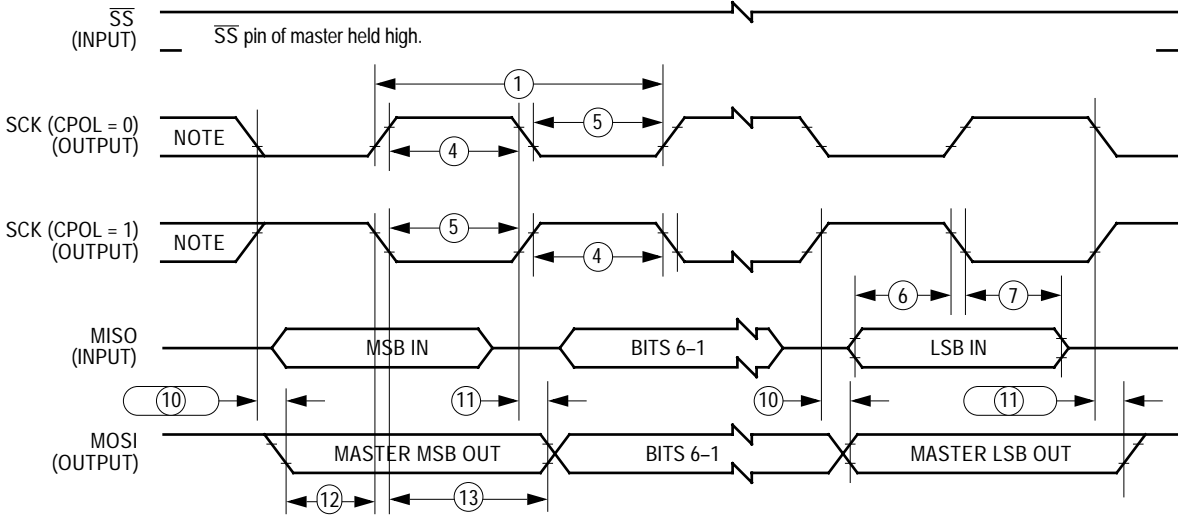 SS
(INPUT)
SS pin of master held high.
1
SCK (CPOL = 0)
(OUTPUT)
NOTE
5
4
SCK (CPOL = 1)
(OUTPUT)
NOTE
5
4
6
7
MISO
(INPUT)
MSB IN
BITS 6–1
LSB IN
10
11
10
11
MOSI
(OUTPUT)
MASTER MSB OUT
BITS 6–1
MASTER LSB OUT
12
13